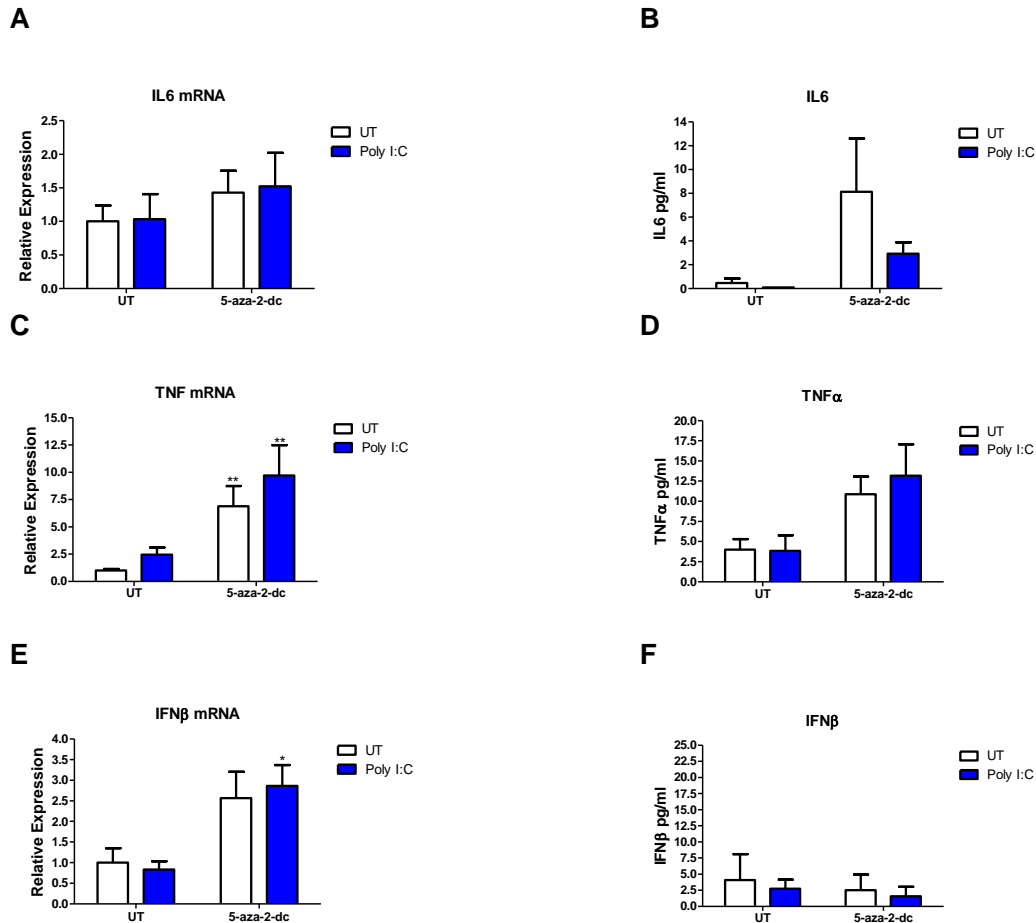 A
IL6 mRNA
Relative Expression
2.5
2.0
1.5
1.0
0.5
0.0
UT
5-aza-2-dc
UT
Poly I:C
B
IL6
IL6 pg/ml
14
12
10
8
6
4
2
0
UT
5-aza-2-dc
UT
Poly I:C
C
TNF mRNA
Relative Expression
15.0
12.5
10.0
7.5
5.0
2.5
0.0
**
**
UT
5-aza-2-dc
UT
Poly I:C
D
TNFα
TNFα pg/ml
20.0
17.5
15.0
12.5
10.0
7.5
5.0
2.5
0.0
UT
5-aza-2-dc
UT
Poly I:C
E
IFNβ mRNA
Relative Expression
4.0
3.5
3.0
2.5
2.0
1.5
1.0
0.5
0.0
*
UT
5-aza-2-dc
UT
Poly I:C
F
IFNβ
IFNβ pg/ml
25.0
22.5
20.0
17.5
15.0
12.5
10.0
7.5
5.0
2.5
0.0
UT
5-aza-2-dc
UT
Poly I:C